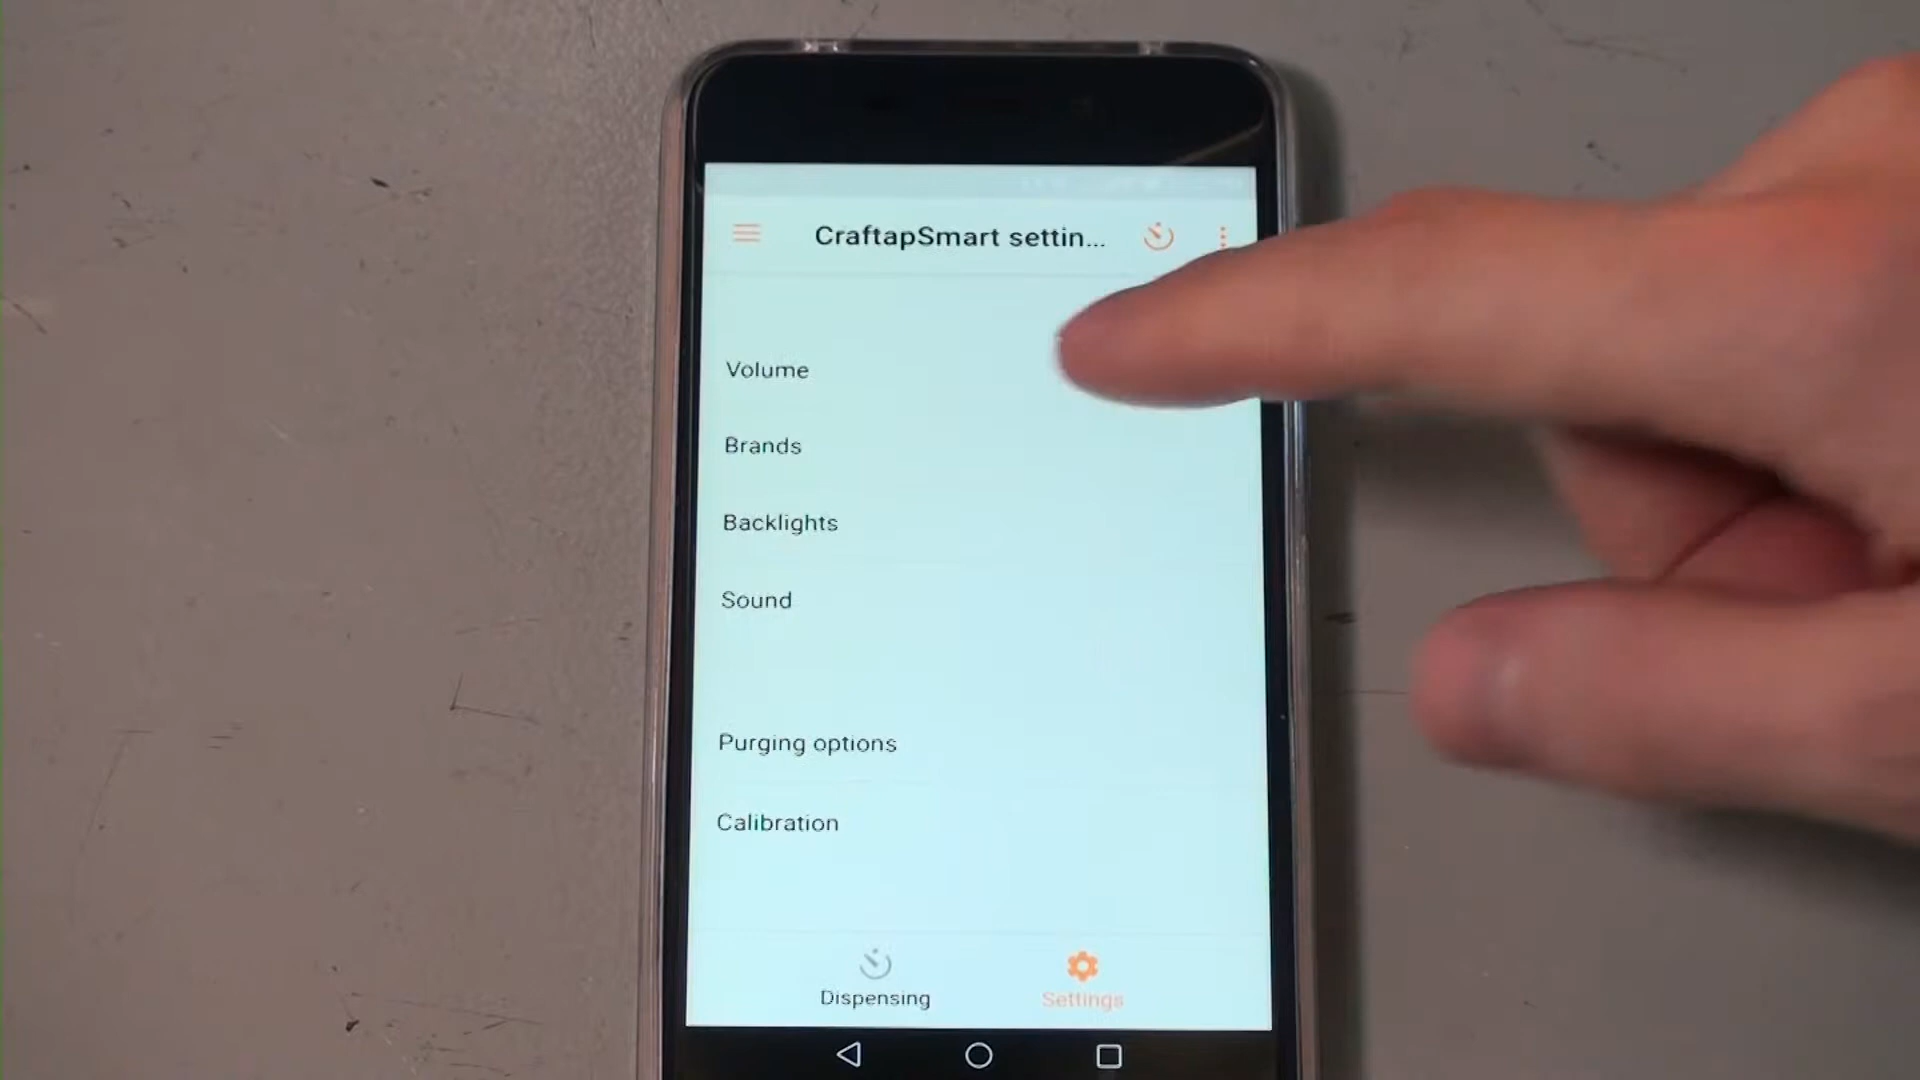 CraftapSmart settin...
Volume
Brands
Backlights
Sound
Purging options
Calibration
Dispensing
Settings